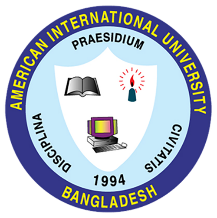 AMERICAN INTERNATIONAL UNIVERSITY
PRAESIDIUM
DISCIPLINA
CIVITATIS
1994
BANGLADESH